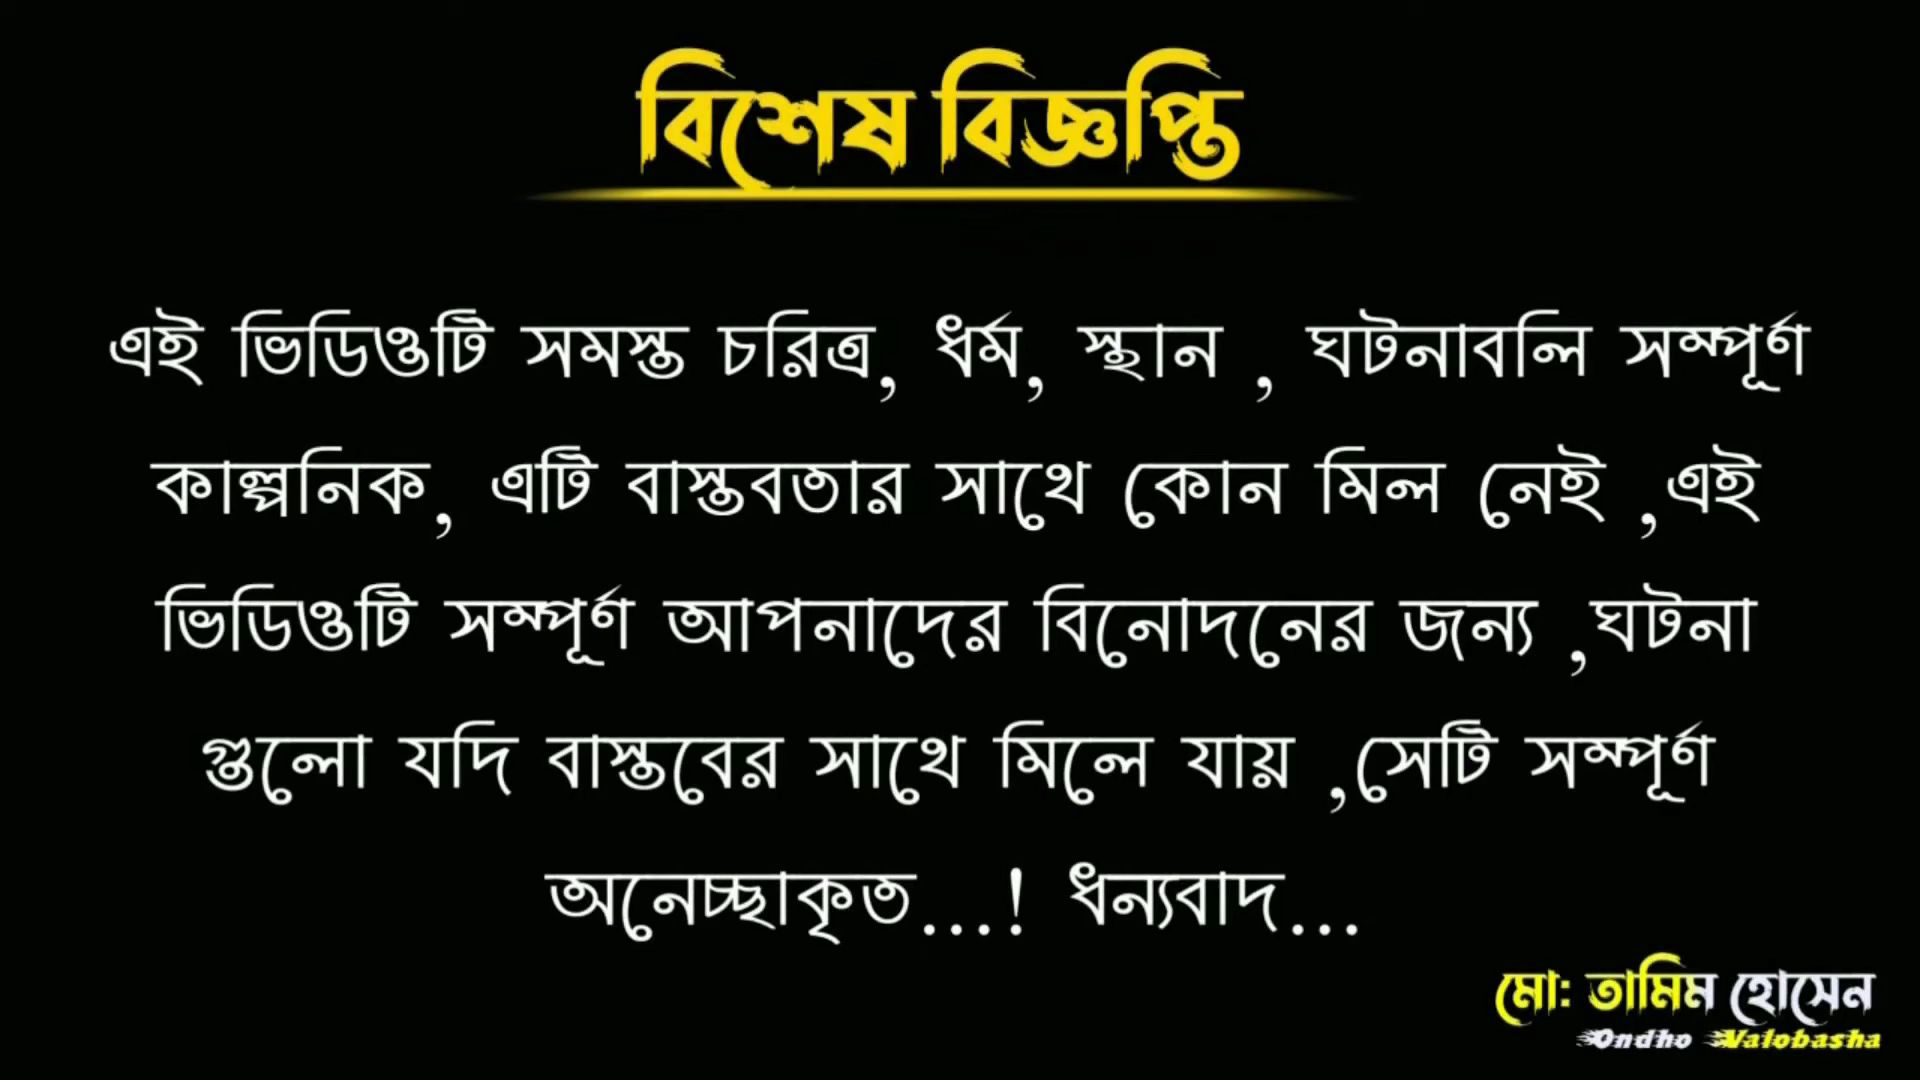 বিশেষ বিজ্ঞপ্তি
এই ভিডিওটি সমস্ত চরিত্র, ধর্ম, স্থান , ঘটনাবলি সম্পূর্ণ
কাল্পনিক, এটি বাস্তবতার সাথে কোন মিল নেই ,এই
ভিডিওটি সম্পূর্ণ আপনাদের বিনোদনের জন্য ,ঘটনা
গুলো যদি বাস্তবের সাথে মিলে যায় ,সেটি সম্পূর্ণ
অনেচ্ছাকৃত...! ধন্যবাদ...
মো: তামিম হোসেন
Ondho Valobasha